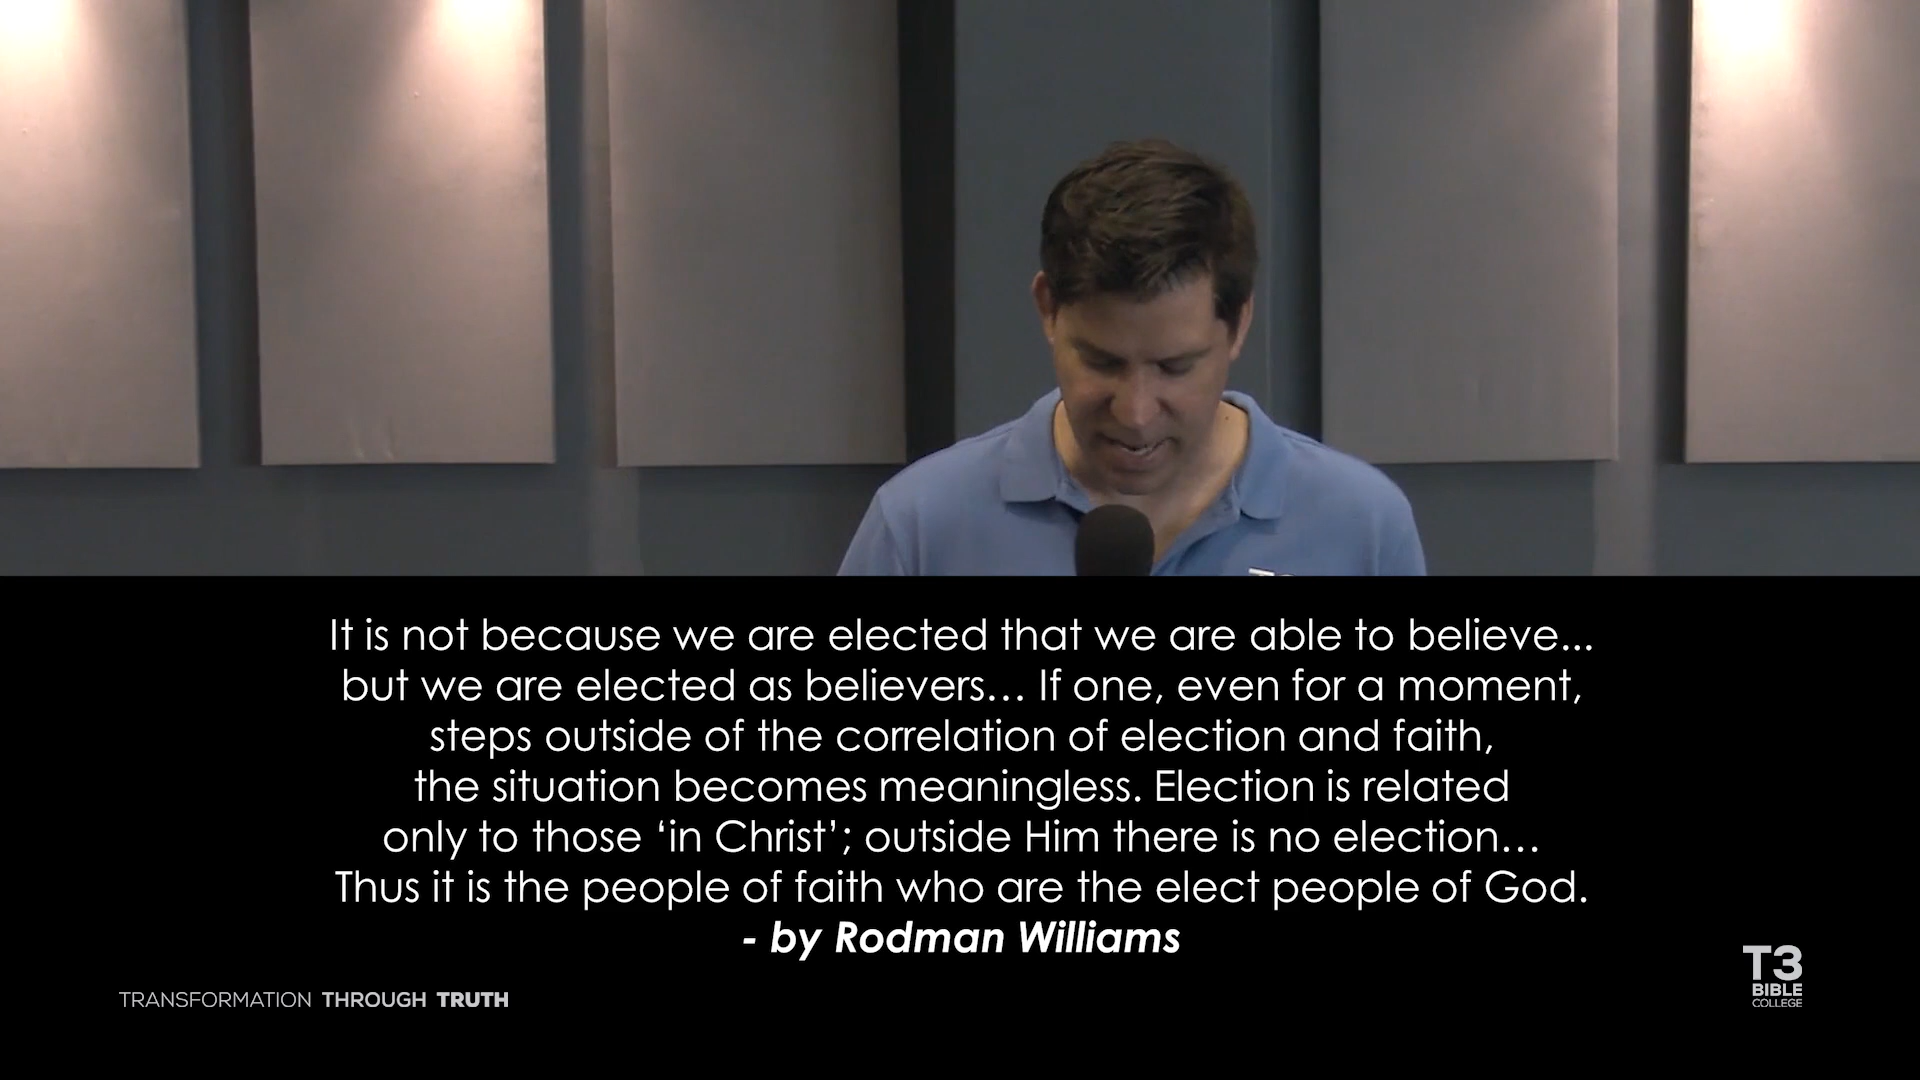 It is not because we are elected that we are able to believe...
but we are elected as believers… If one, even for a moment,
steps outside of the correlation of election and faith,
the situation becomes meaningless. Election is related
only to those ‘in Christ’; outside Him there is no election…
Thus it is the people of faith who are the elect people of God.
- by Rodman Williams
TRANSFORMATION THROUGH TRUTH
T3
BIBLE
COLLEGE